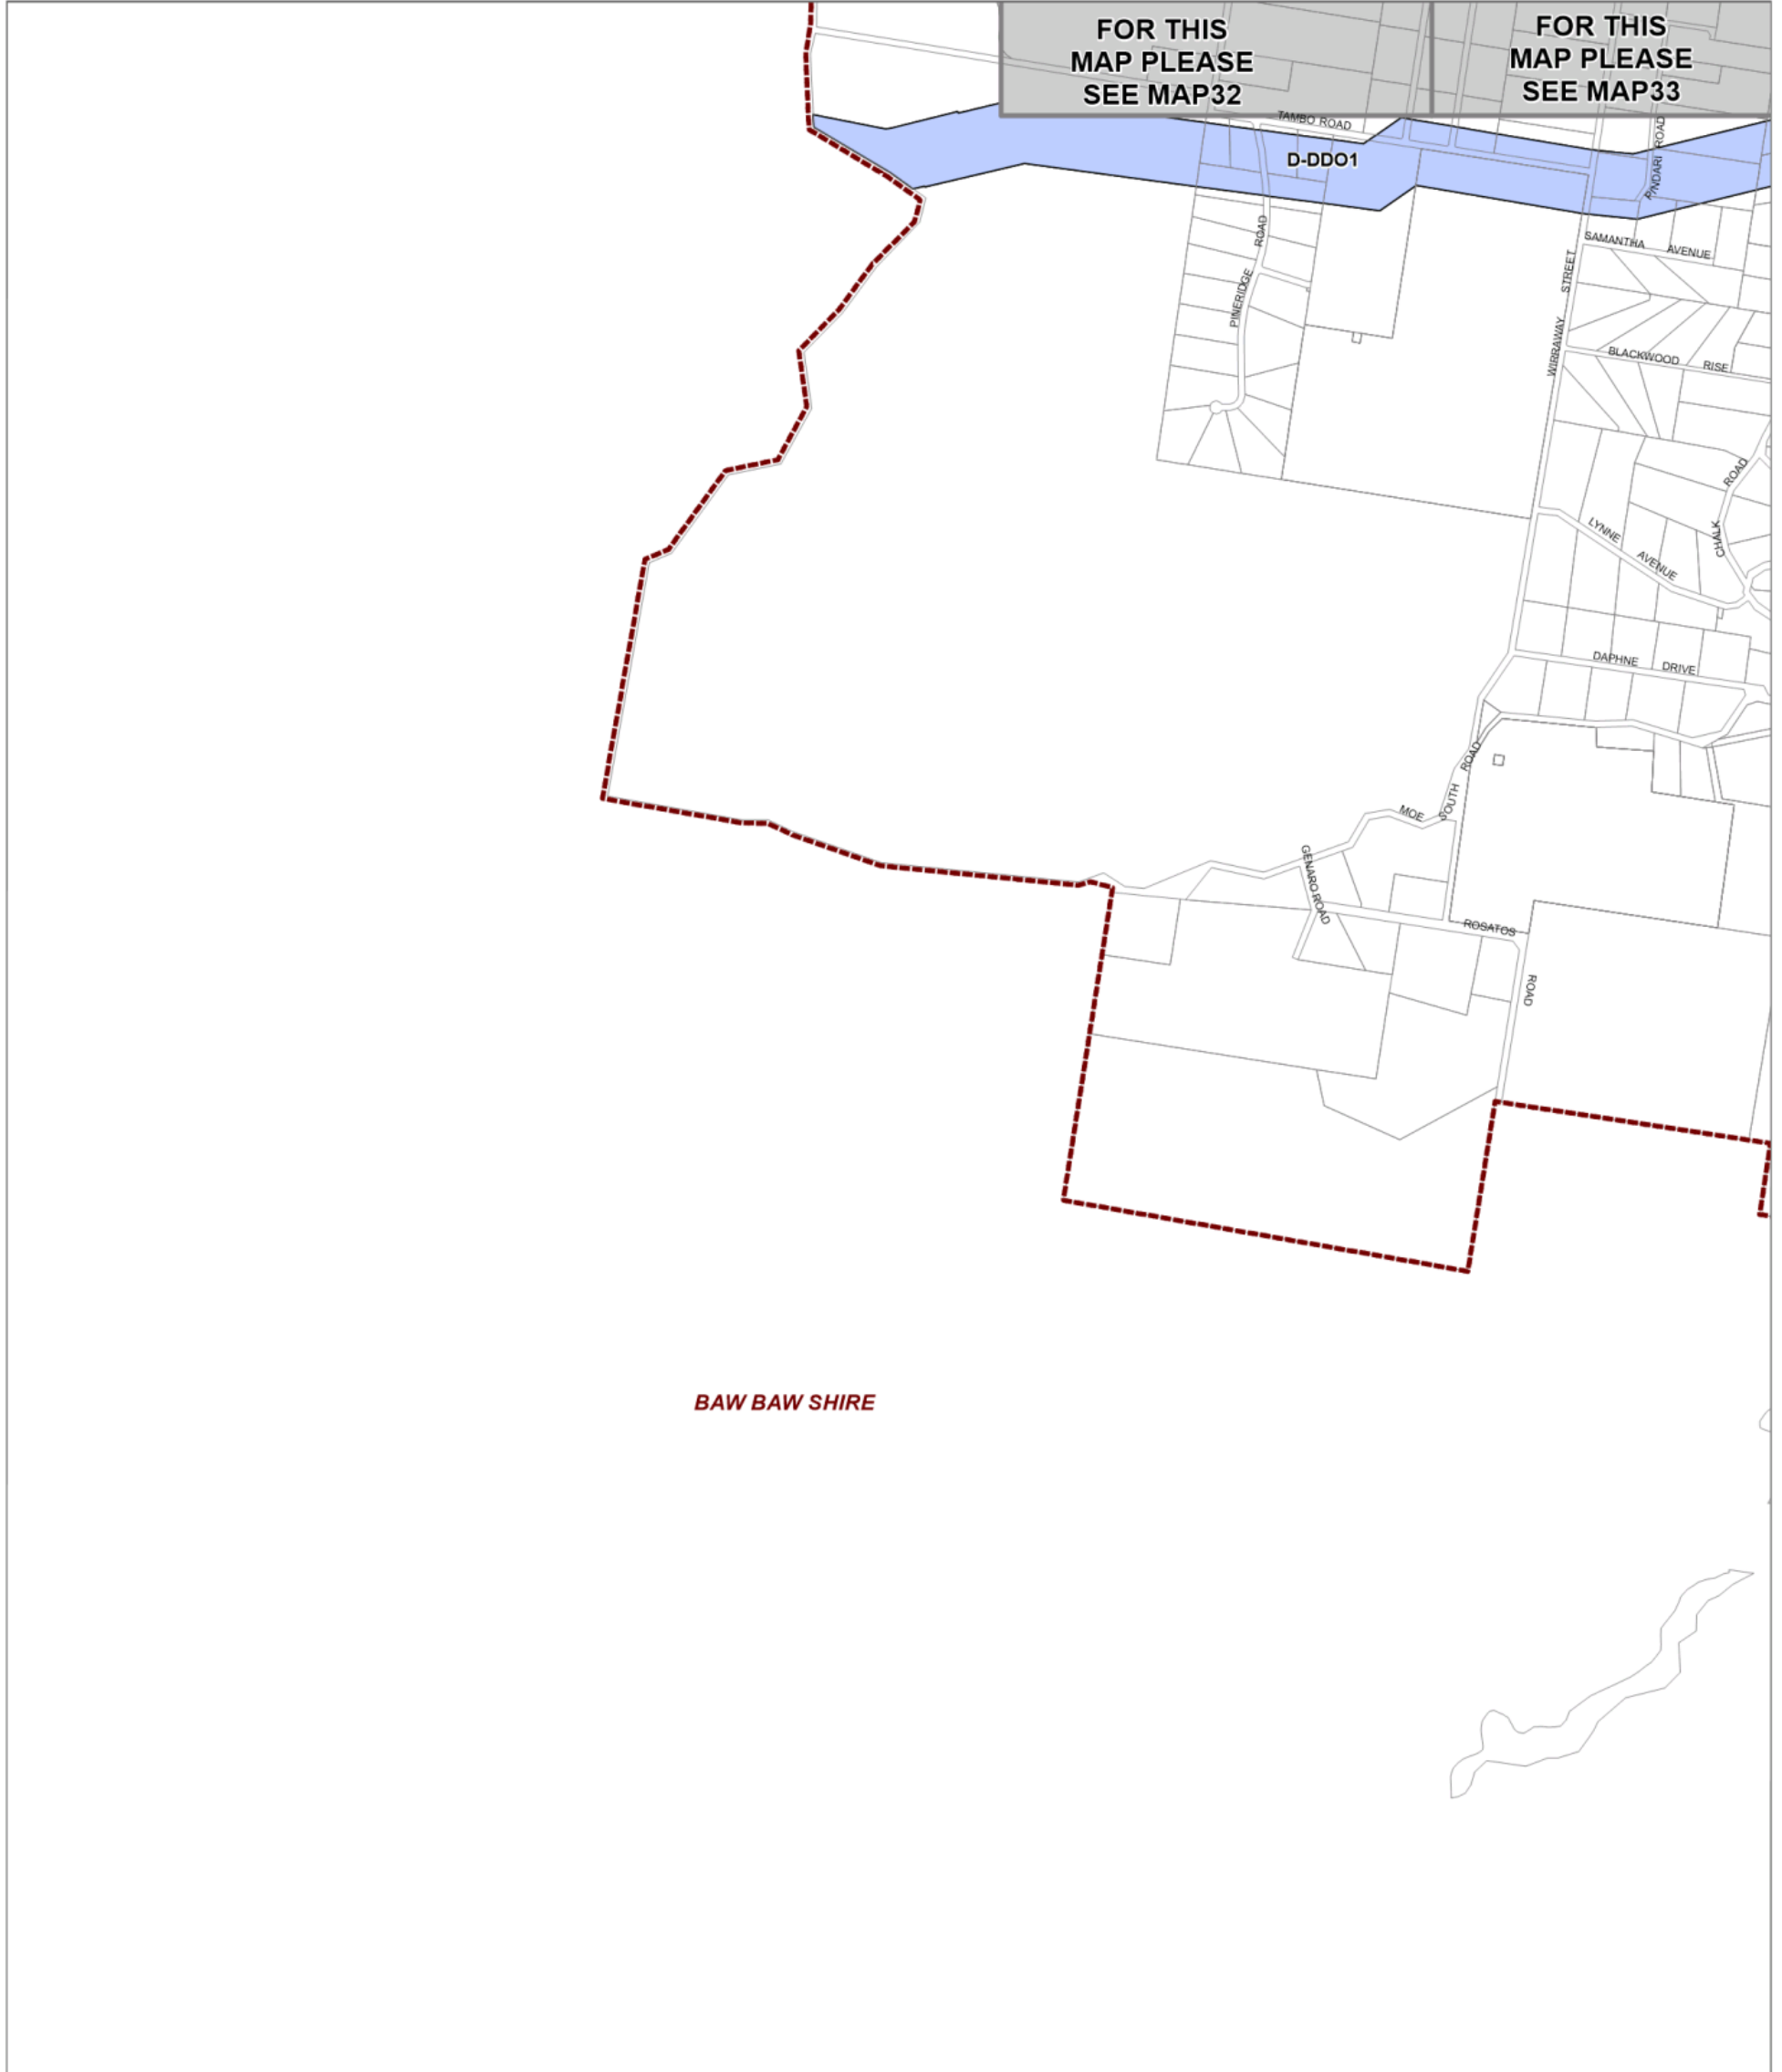 FOR THIS
MAP PLEASE
SEE MAP32
FOR THIS
MAP PLEASE
SEE MAP33
TAMBO ROAD
D-DDO1
PINDARI ROAD
PINERIDGE ROAD
SAMANTHA AVENUE
WIRRAWAY STREET
BLACKWOOD RISE
CHALK ROAD
LYNNE AVENUE
DAPHNE DRIVE
MOE SOUTH ROAD
GENARO ROAD
ROSATOS ROAD
BAW BAW SHIRE